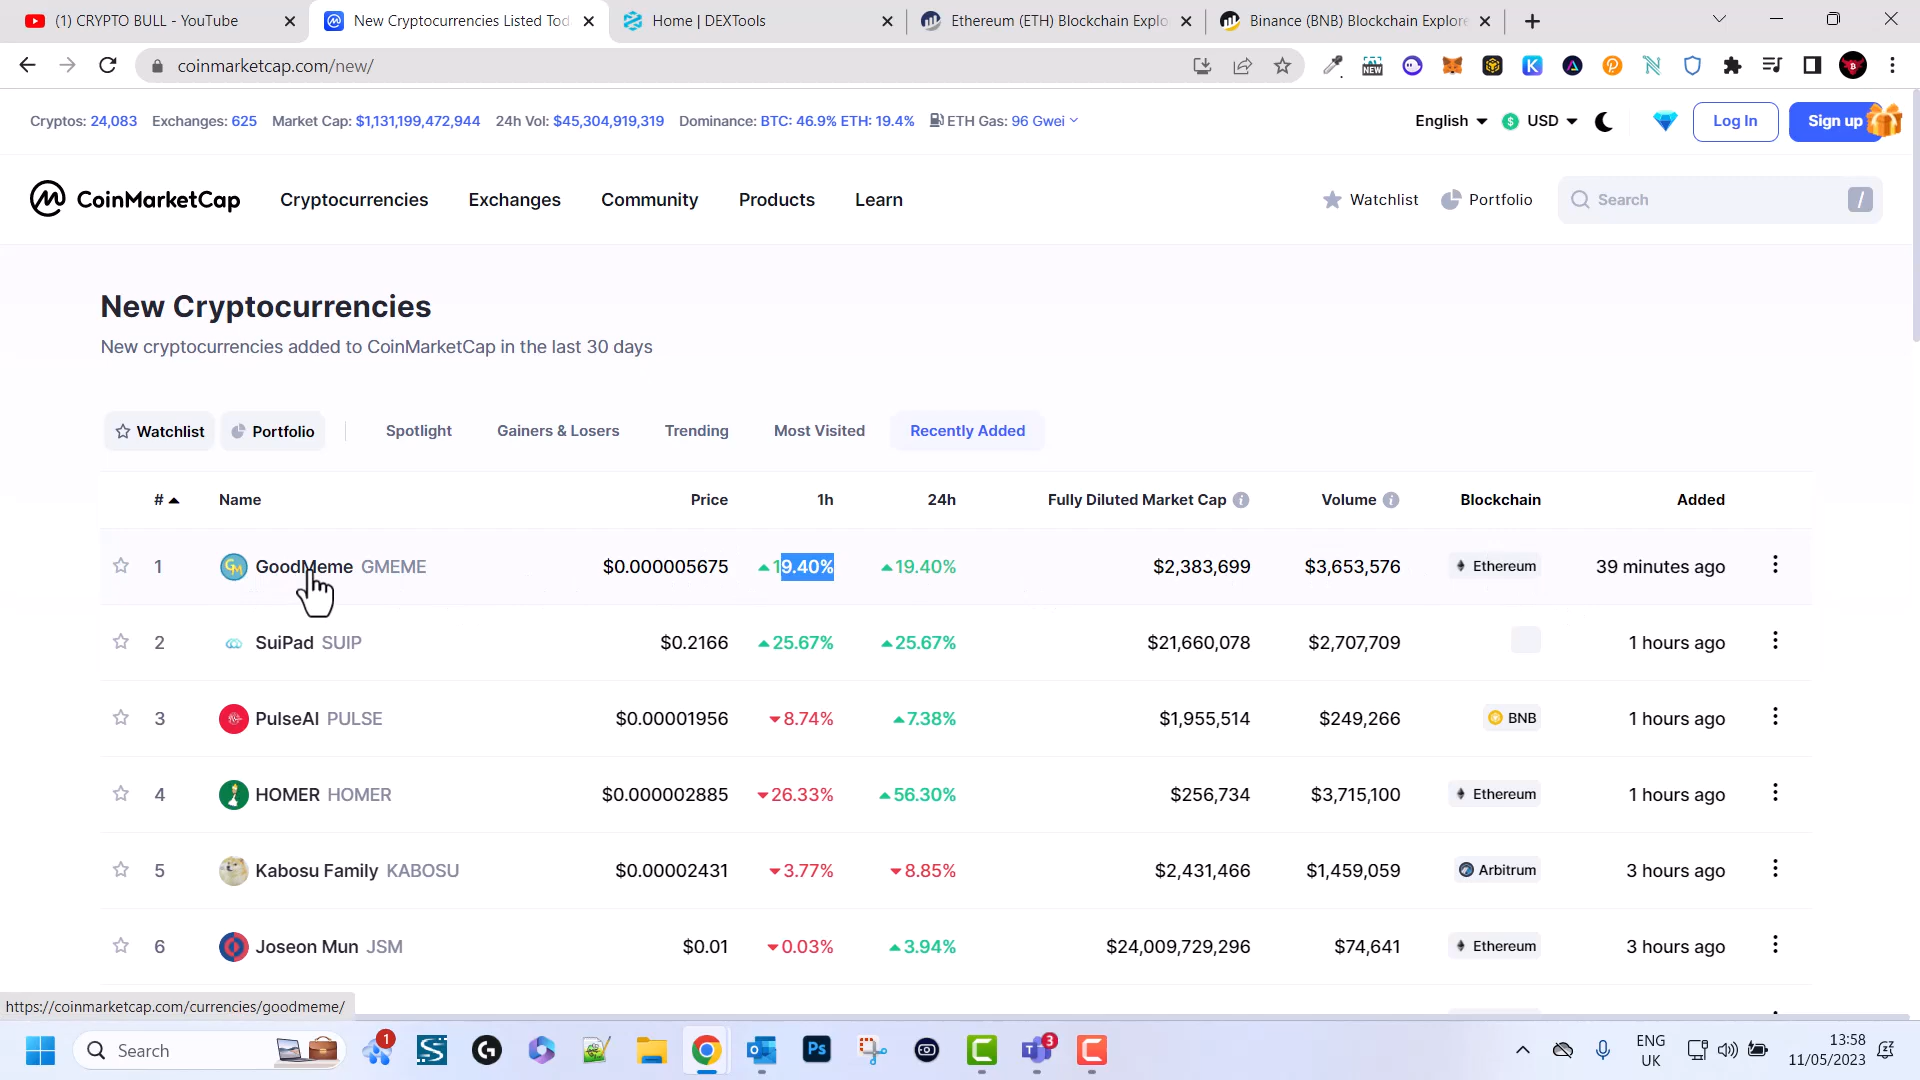 (1) CRYPTO BULL - YouTube
New Cryptocurrencies Listed Tod
Home | DEXTools
Ethereum (ETH) Blockchain Explo
Binance (BNB) Blockchain Explore
coinmarketcap.com/new/
Cryptos: 24,083 Exchanges: 625 Market Cap: $1,131,199,472,944 24h Vol: $45,304,919,319 Dominance: BTC: 46.9% ETH: 19.4% ETH Gas: 96 Gwei
English USD Log In Sign up
CoinMarketCap Cryptocurrencies Exchanges Community Products Learn Watchlist Portfolio Search /
New Cryptocurrencies
New cryptocurrencies added to CoinMarketCap in the last 30 days
Watchlist Portfolio Spotlight Gainers & Losers Trending Most Visited Recently Added
# Name Price 1h 24h Fully Diluted Market Cap Volume Blockchain Added
1 GoodMeme GMEME $0.000005675 19.40% 19.40% $2,383,699 $3,653,576 Ethereum 39 minutes ago
2 SuiPad SUIP $0.2166 25.67% 25.67% $21,660,078 $2,707,709 1 hours ago
3 PulseAI PULSE $0.00001956 8.74% 7.38% $1,955,514 $249,266 BNB 1 hours ago
4 HOMER HOMER $0.000002885 26.33% 56.30% $256,734 $3,715,100 Ethereum 1 hours ago
5 Kabosu Family KABOSU $0.00002431 3.77% 8.85% $2,431,466 $1,459,059 Arbitrum 3 hours ago
6 Joseon Mun JSM $0.01 0.03% 3.94% $24,009,729,296 $74,641 Ethereum 3 hours ago
https://coinmarketcap.com/currencies/goodmeme/
Search
1
Ps
3
ENG
UK
13:58
11/05/2023